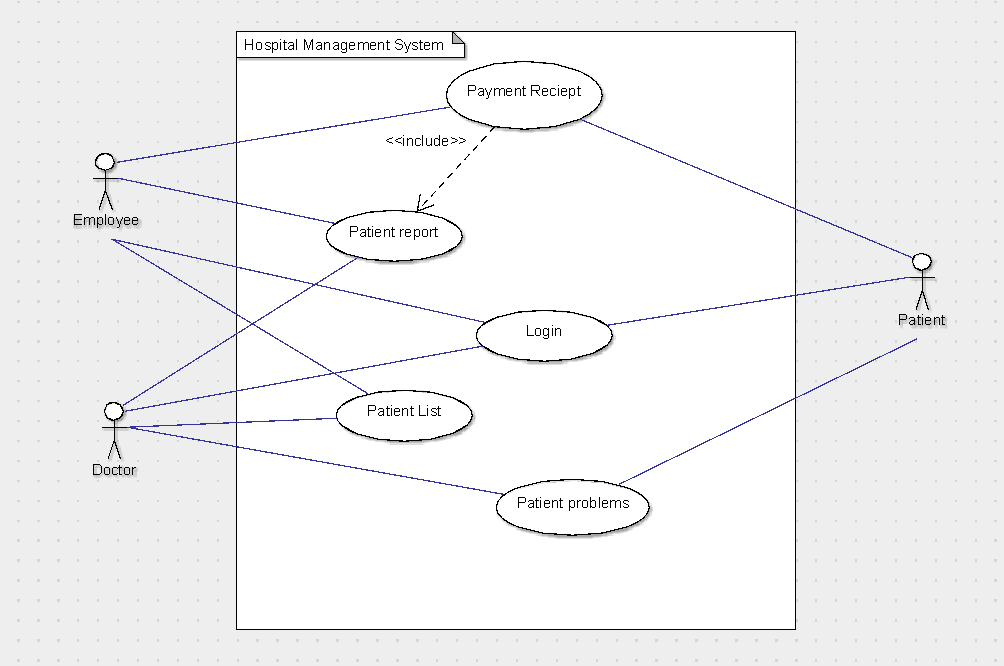 Hospital Management System
Payment Reciept
<<include>>
Employee
Patient report
Patient
Login
Patient List
Doctor
Patient problems